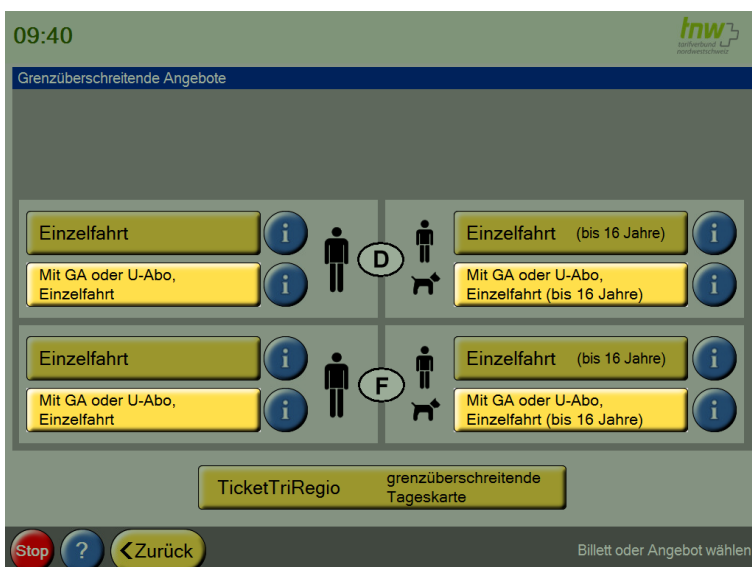 09:40
tnw
tarifverbund
nordwestschweiz
Grenzüberschreitende Angebote
Einzelfahrt
i
Mit GA oder U-Abo,
Einzelfahrt
i
D
Einzelfahrt (bis 16 Jahre)
i
Mit GA oder U-Abo,
Einzelfahrt (bis 16 Jahre)
i
Einzelfahrt
i
Mit GA oder U-Abo,
Einzelfahrt
i
F
Einzelfahrt (bis 16 Jahre)
i
Mit GA oder U-Abo,
Einzelfahrt (bis 16 Jahre)
i
TicketTriRegio
grenzüberschreitende
Tageskarte
Stop
?
Zurück
Billett oder Angebot wählen